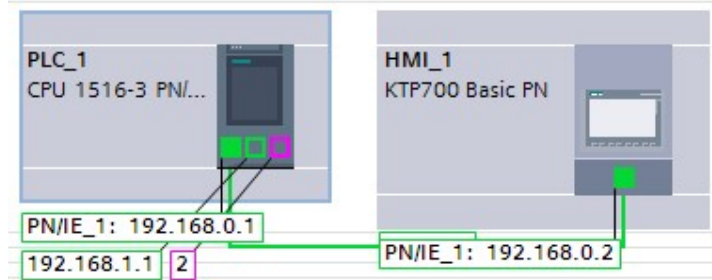 PLC_1
CPU 1516-3 PN/...
HMI_1
KTP700 Basic PN
PN/IE_1: 192.168.0.1
192.168.1.1
2
PN/IE_1: 192.168.0.2